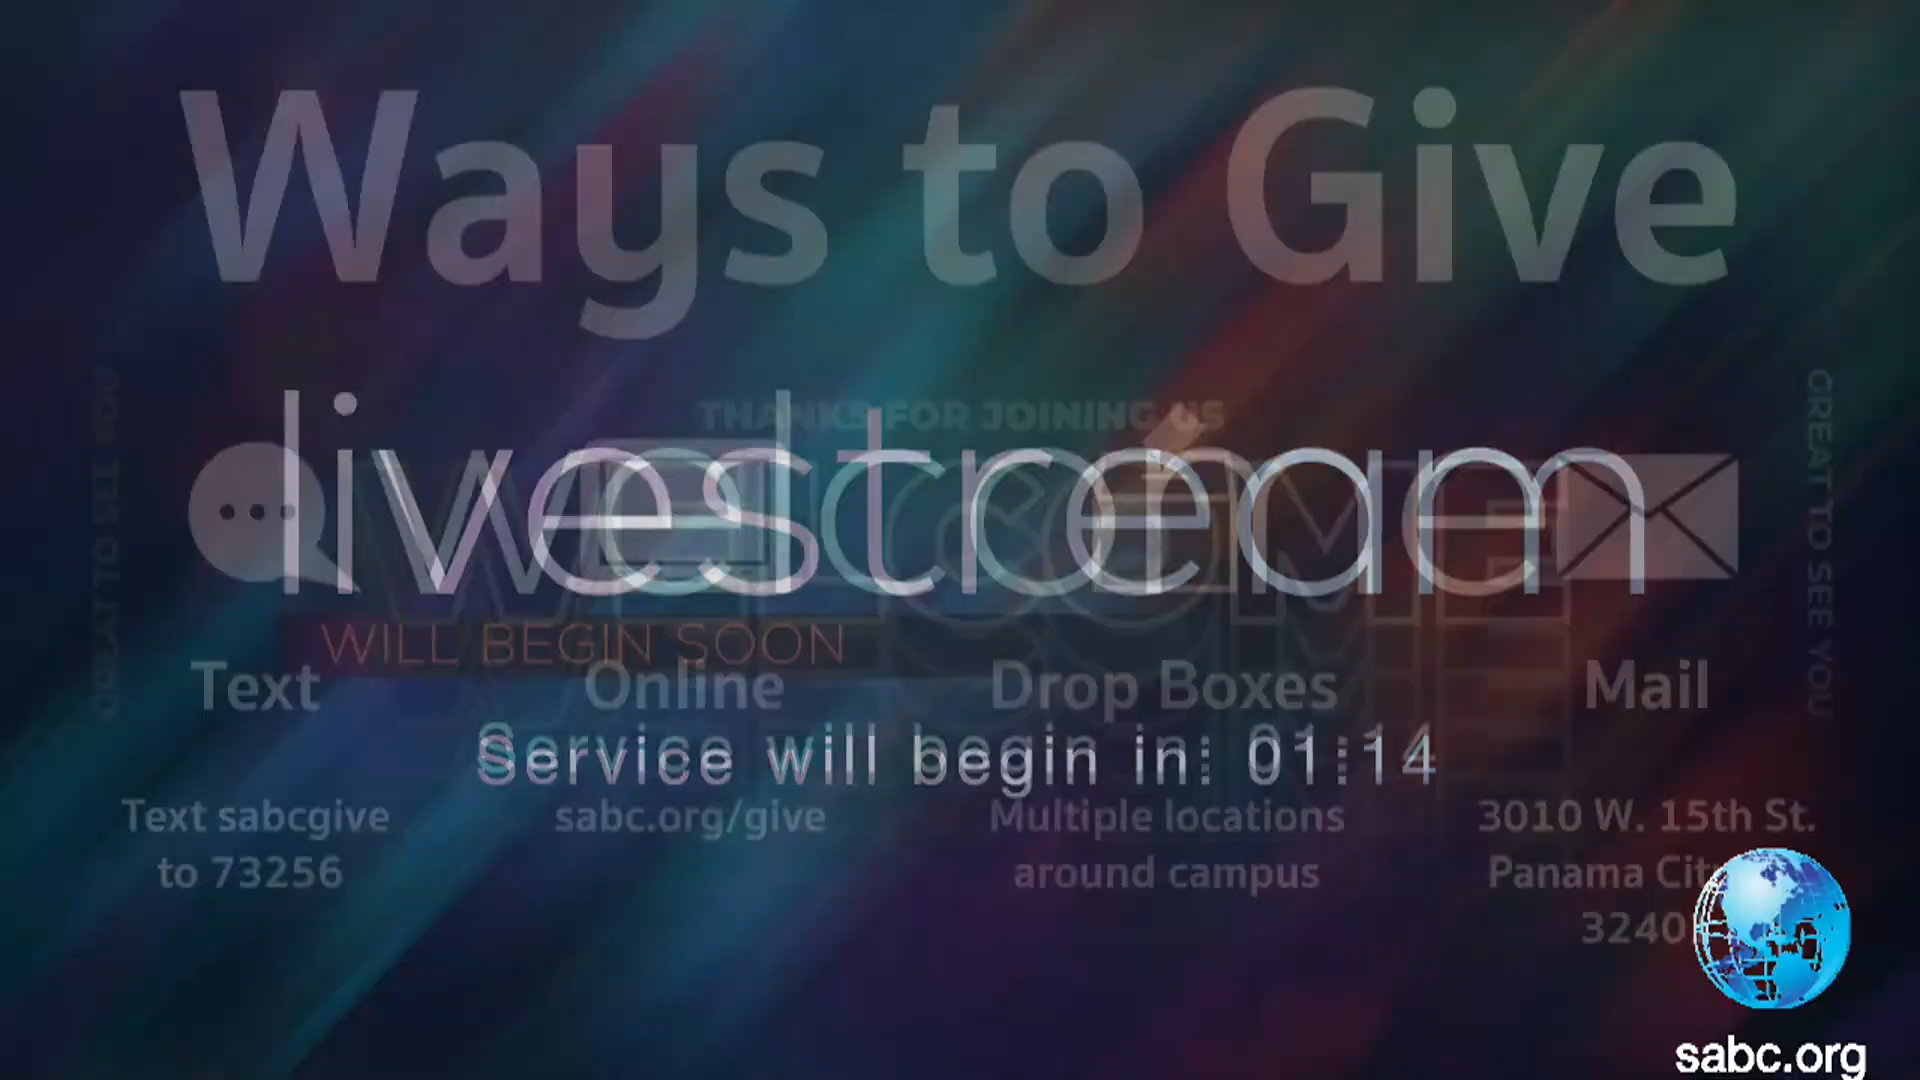 Ways to Give
THANKS FOR JOINING US
livestream
WELCOME
GREAT TO SEE YOU
GREAT TO SEE YOU
WILL BEGIN SOON
Text
Online
Drop Boxes
Mail
Service will begin in: 01:14
Text sabcgive
to 73256
sabc.org/give
Multiple locations
around campus
3010 W. 15th St.
Panama City
3240
sabc.org